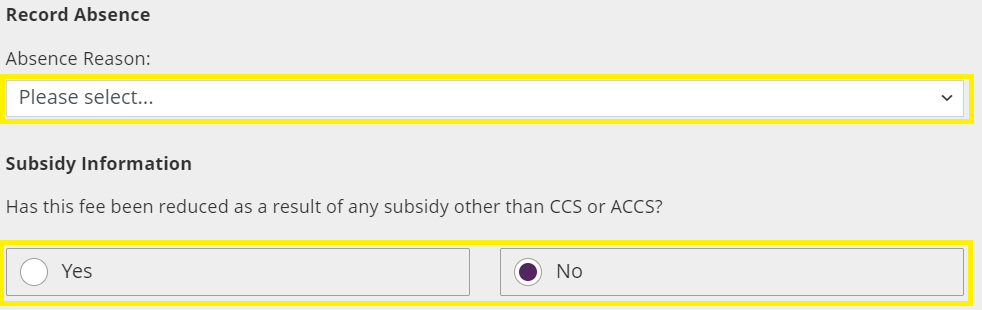 Record Absence
Absence Reason:
Please select...
Subsidy Information
Has this fee been reduced as a result of any subsidy other than CCS or ACCS?
Yes No